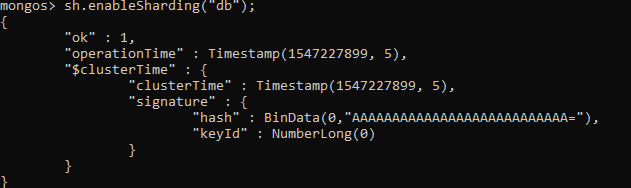 mongos> sh.enableSharding("db");
{
        "ok" : 1,
        "operationTime" : Timestamp(1547227899, 5),
        "$clusterTime" : {
                "clusterTime" : Timestamp(1547227899, 5),
                "signature" : {
                        "hash" : BinData(0,"AAAAAAAAAAAAAAAAAAAAAAAAAAA="),
                        "keyId" : NumberLong(0)
                }
        }
}